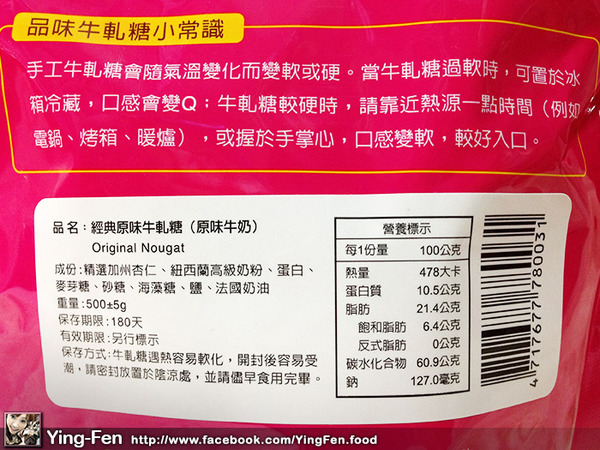 品味牛軋糖小常識
手工牛軋糖會隨氣溫變化而變軟或硬。當牛軋糖過軟時，可置於冰
箱冷藏，口感會變Q；牛軋糖較硬時，請靠近熱源一點時間（例如
電鍋、烤箱、暖爐），或握於手掌心，口感變軟，較好入口。
品名：經典原味牛軋糖（原味牛奶）
Original Nougat
成份：精選加州杏仁、紐西蘭高級奶粉、蛋白、
麥芽糖、砂糖、海藻糖、鹽、法國奶油
重量：500±5g
保存期限：180天
有效期限：另行標示
保存方式：牛軋糖遇熱容易軟化，開封後容易受
潮，請密封放置於陰涼處，並請儘早食用完畢。
營養標示
每1份量 100公克
熱量 478大卡
蛋白質 10.5公克
脂肪 21.4公克
飽和脂肪 6.4公克
反式脂肪 0公克
碳水化合物 60.9公克
鈉 127.0毫克
4717677780031
Ying-Fen http://www.facebook.com/YingFen.food